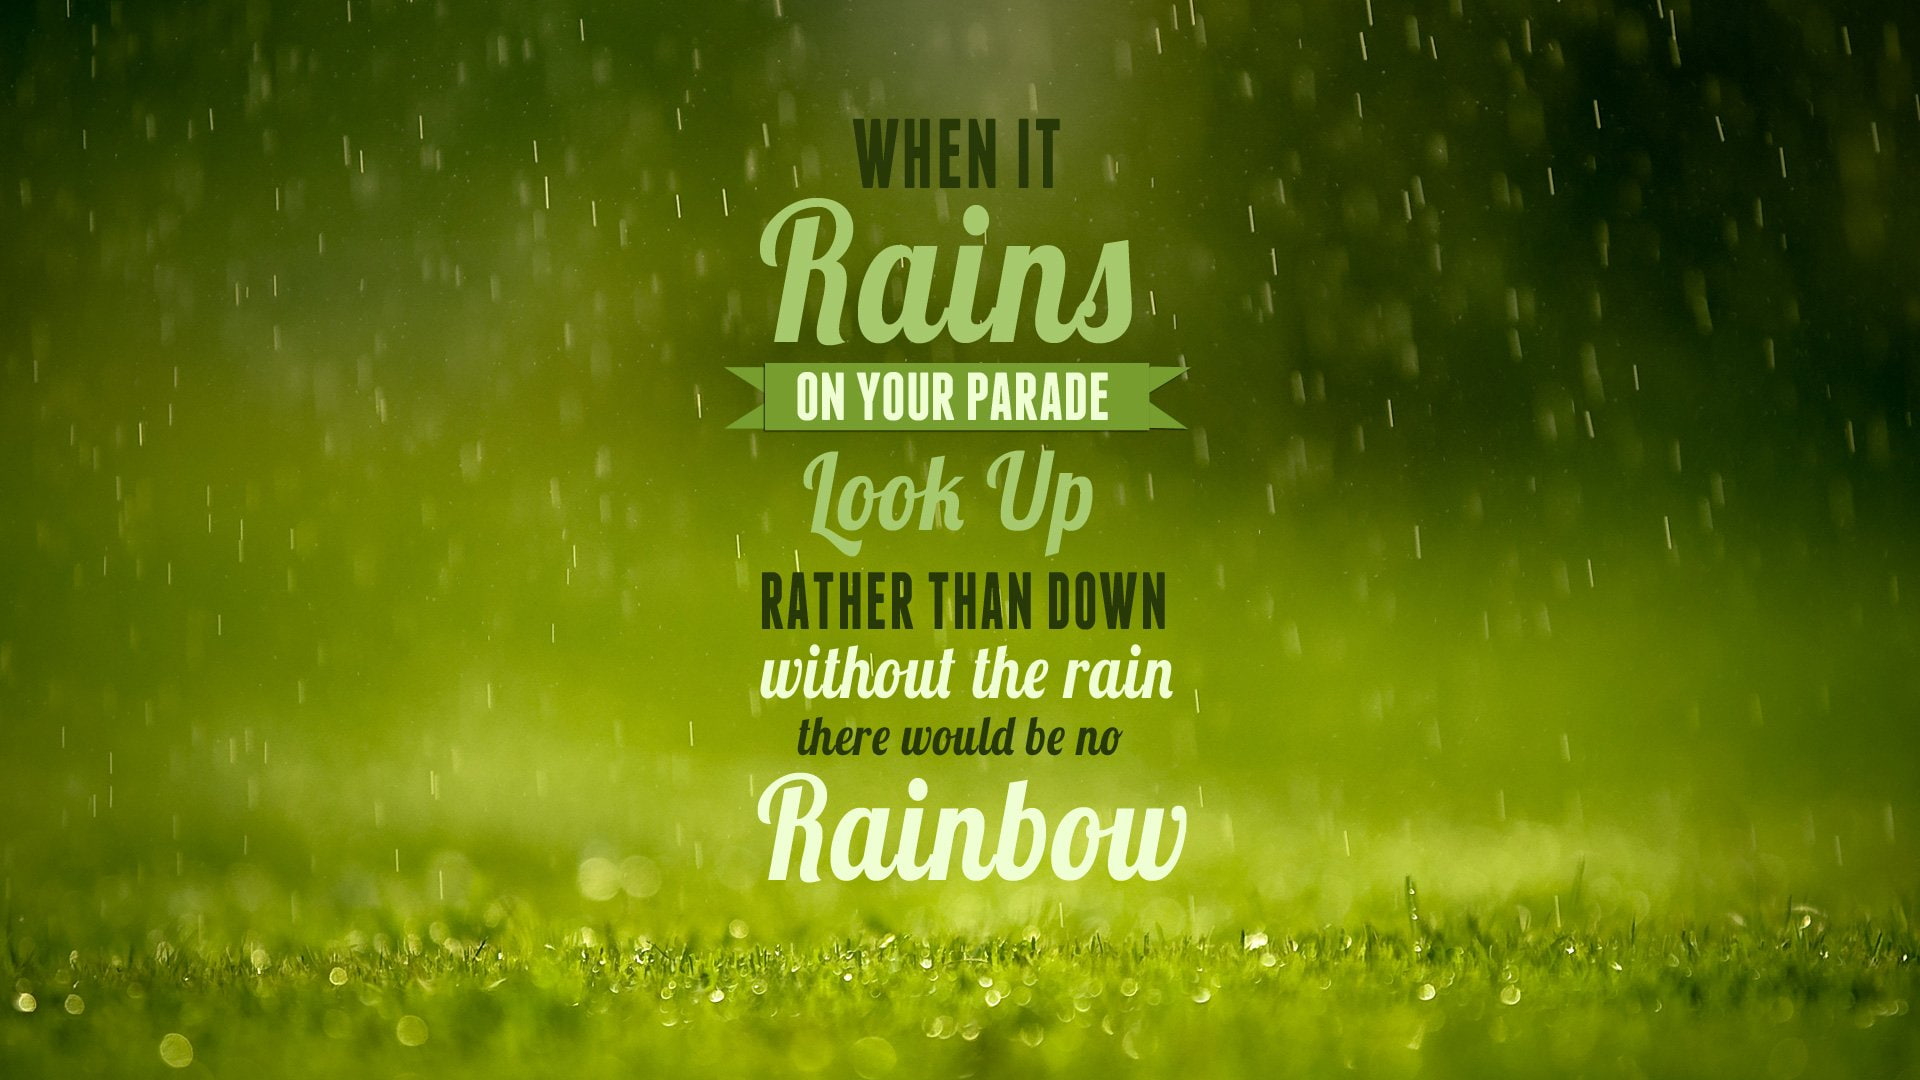 WHEN IT
Rains
ON YOUR PARADE
Look Up
RATHER THAN DOWN
without the rain
there would be no
Rainbow